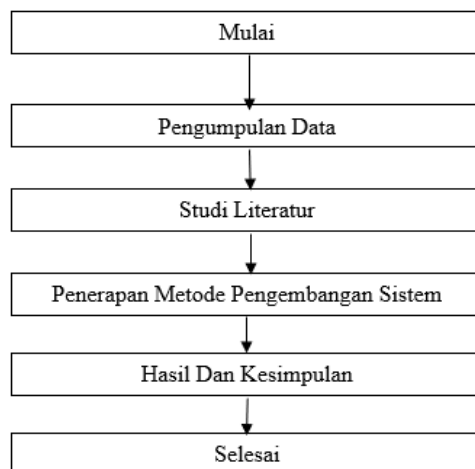 Mulai
Pengumpulan Data
Studi Literatur
Penerapan Metode Pengembangan Sistem
Hasil Dan Kesimpulan
Selesai